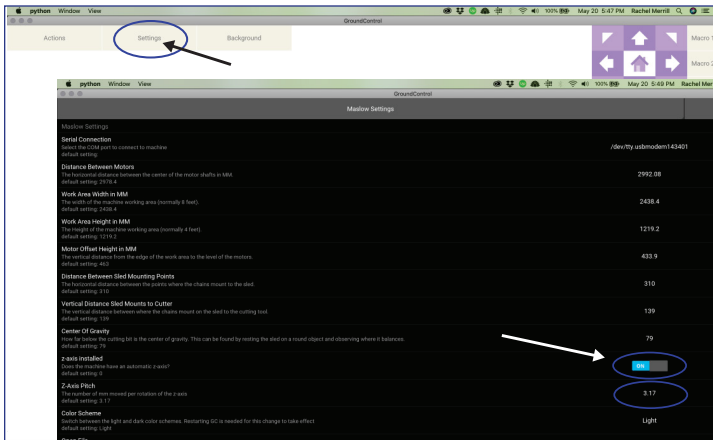 python Window View 100% May 20 5:47 PM Rachel Merrill
GroundControl
Actions Settings Background Macro 1
Macro 2
python Window View 100% May 20 5:49 PM Rachel Mer
GroundControl
Maslow Settings
Maslow Settings
Serial Connection
Select the COM port to connect to machine
default setting:
/dev/tty.usbmodem143401
Distance Between Motors
The horizontal distance between the center of the motor shafts in MM.
default setting: 2978.4
2992.08
Work Area Width in MM
The width of the machine working area (normally 8 feet).
default setting: 2438.4
2438.4
Work Area Height in MM
The Height of the machine working area (normally 4 feet).
default setting: 1219.2
1219.2
Motor Offset Height in MM
The vertical distance from the edge of the work area to the level of the motors.
default setting: 463
433.9
Distance Between Sled Mounting Points
The horizontal distance between the points where the chains mount to the sled.
default setting: 310
310
Vertical Distance Sled Mounts to Cutter
The vertical distance between where the chains mount on the sled to the cutting tool.
default setting: 139
139
Center Of Gravity
How far below the cutting bit is the center of gravity. This can be found by resting the sled on a round object and observing where it balances.
default setting: 79
79
z-axis installed
Does the machine have an automatic z-axis?
default setting: 0
ON
Z-Axis Pitch
The number of mm moved per rotation of the z-axis
default setting: 3.17
3.17
Color Scheme
Switch between the light and dark color schemes. Restarting GC is needed for this change to take effect
default setting: Light
Light
Open File